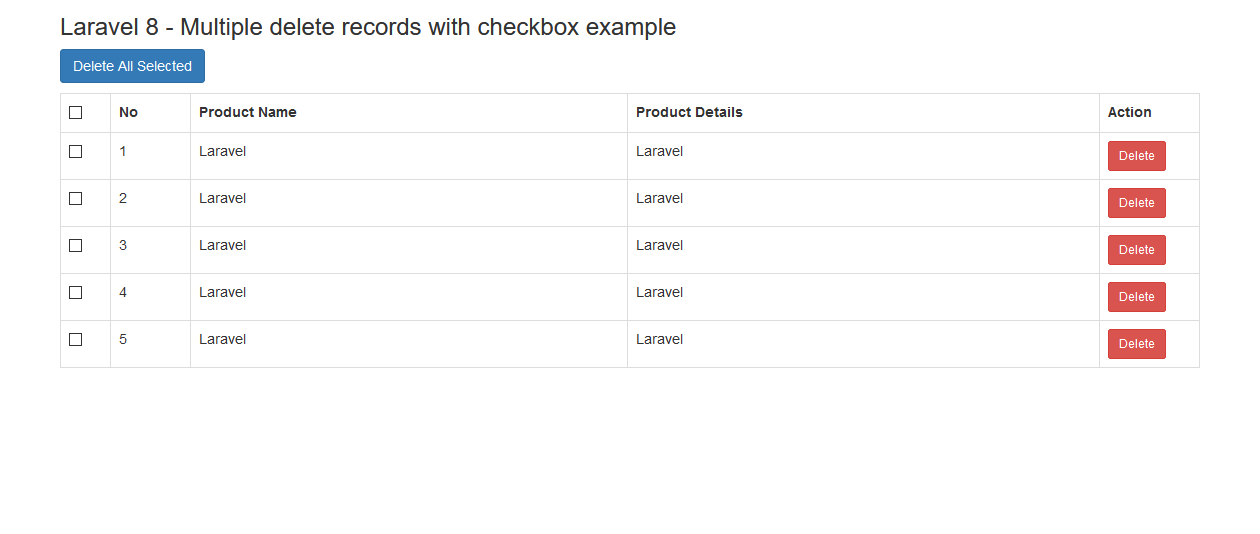 Laravel 8 - Multiple delete records with checkbox example
Delete All Selected
No Product Name Product Details Action
1 Laravel Laravel Delete
2 Laravel Laravel Delete
3 Laravel Laravel Delete
4 Laravel Laravel Delete
5 Laravel Laravel Delete